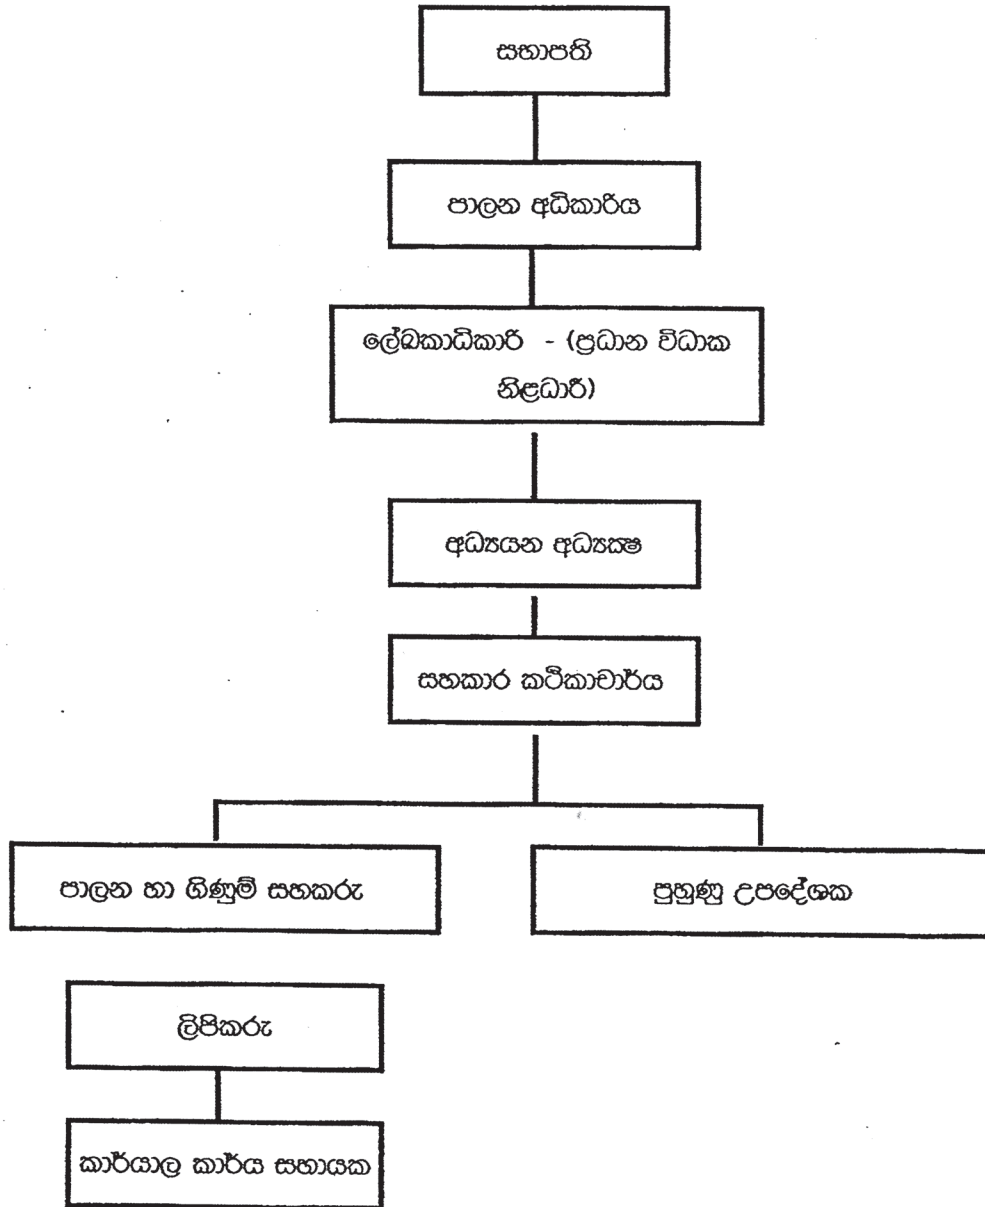 සභාපති
පාලන අධිකාරිය
ලේඛකාධිකාරි - (ප්‍රධාන විධාක
නිළධාරී)
අධ්‍යයන අධ්‍යක්ෂ
සහකාර කථිකාචාර්ය
පාලන හා ගිණුම් සහකරු
පුහුණු උපදේශක
ලිපිකරු
කාර්යාල කාර්ය සහායක